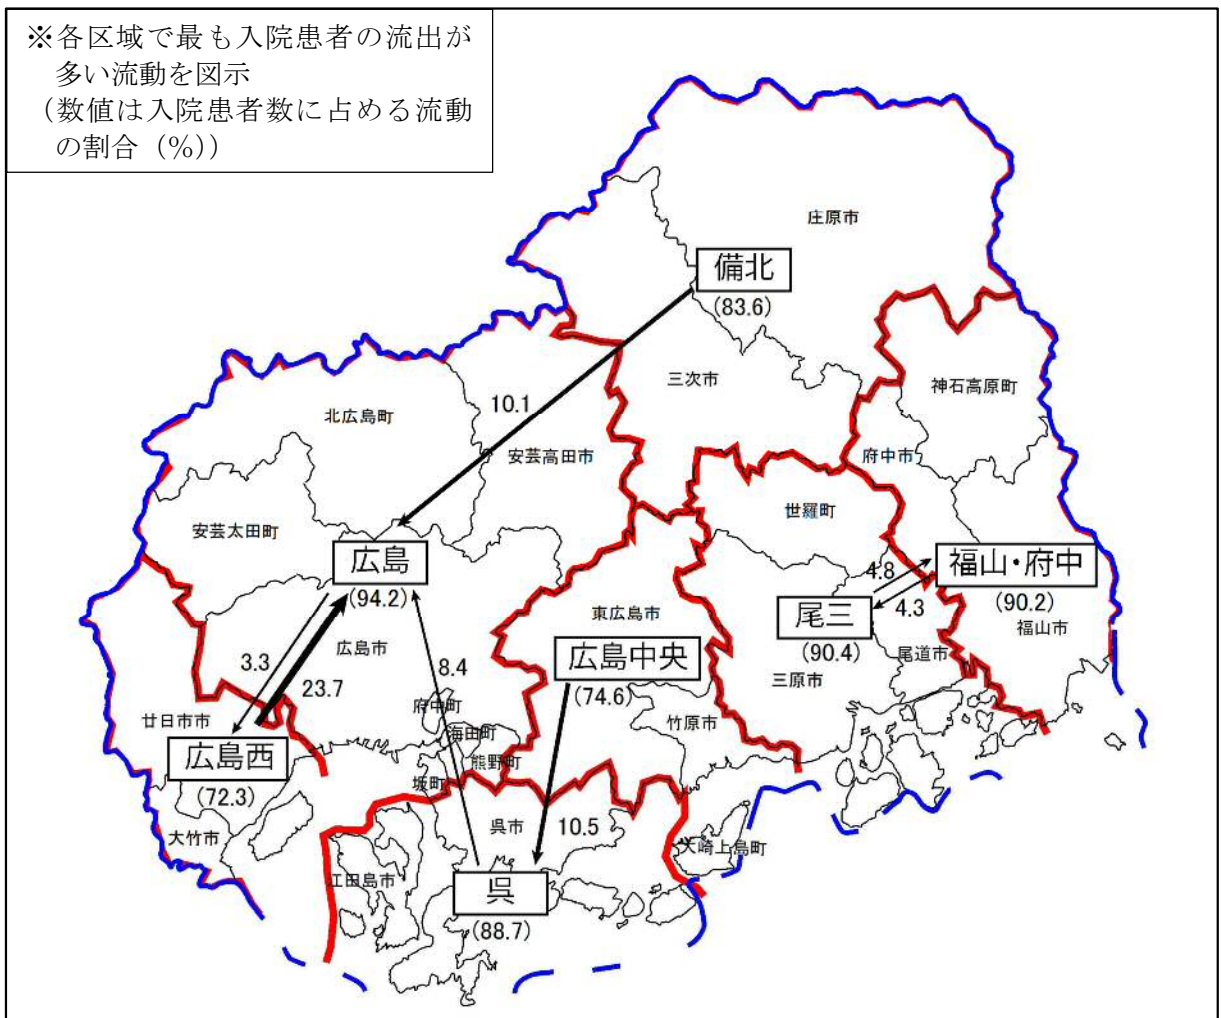 ※各区域で最も入院患者の流出が
多い流動を図示
(数値は入院患者数に占める流動
の割合(%))
庄原市
備北
(83.6)
三次市
神石高原町
10.1
北広島町
安芸高田市
府中市
世羅町
安芸太田町
広島
(94.2)
4.8
福山・府中
(90.2)
4.3
尾三
(90.4)
福山市
東広島市
広島中央
(74.6)
広島市
3.3
23.7
8.4
尾道市
三原市
廿日市市
府中町
竹原市
海田町
広島西
(72.3)
熊野町
坂町
呉市
10.5
大竹市
大崎上島町
江田島市
呉
(88.7)